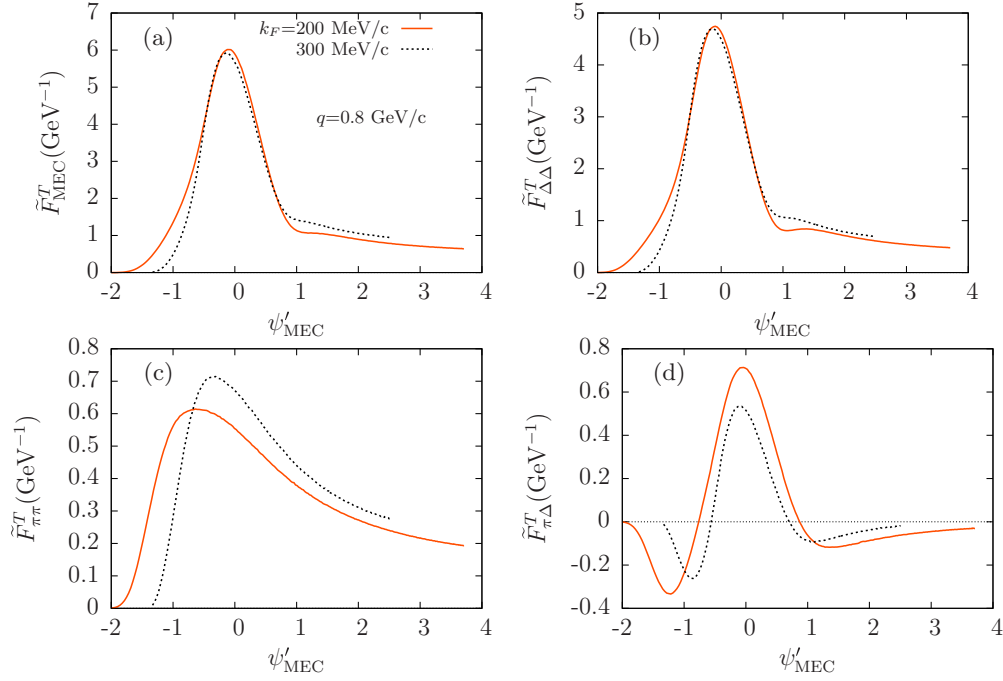 (a)
k_F=200 MeV/c
300 MeV/c
q=0.8 GeV/c
F̃^T_MEC(GeV⁻¹)
7
6
5
4
3
2
1
0
-2 -1 0 1 2 3 4
ψ′_MEC
(b)
F̃^T_ΔΔ(GeV⁻¹)
5
4
3
2
1
0
-2 -1 0 1 2 3 4
ψ′_MEC
(c)
F̃^T_ππ(GeV⁻¹)
0.8
0.7
0.6
0.5
0.4
0.3
0.2
0.1
0
-2 -1 0 1 2 3 4
ψ′_MEC
(d)
F̃^T_πΔ(GeV⁻¹)
0.8
0.6
0.4
0.2
0
-0.2
-0.4
-2 -1 0 1 2 3 4
ψ′_MEC